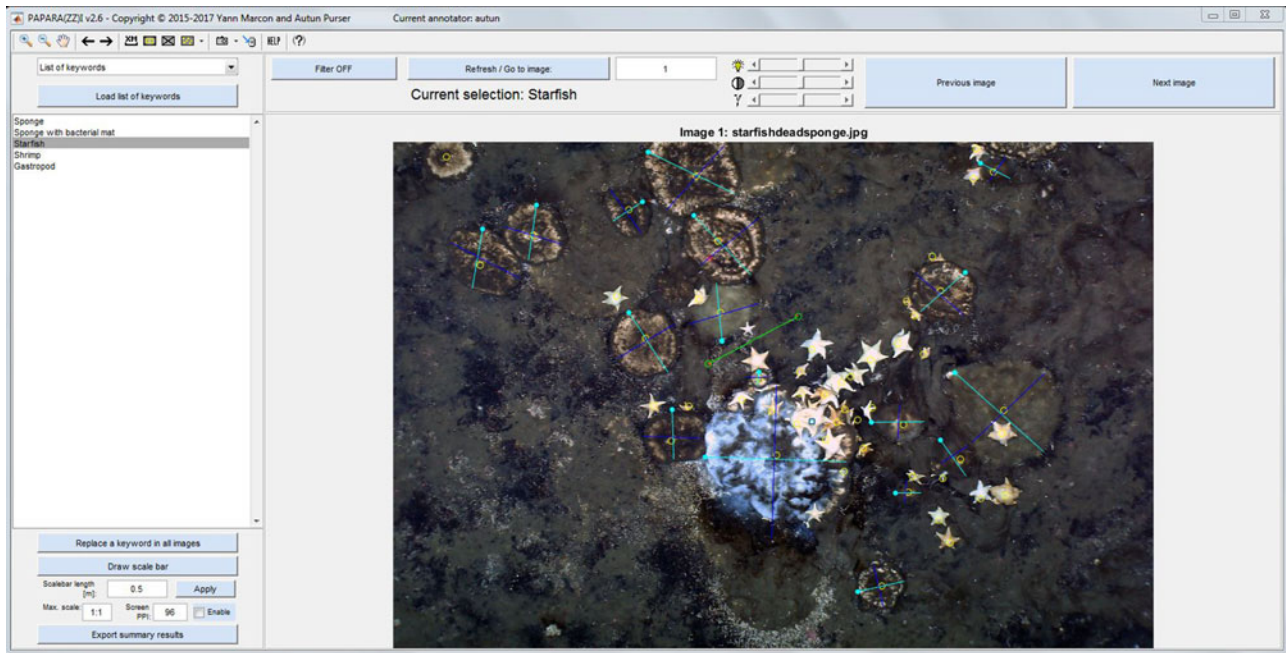 PAPARA(ZZ)I v2.6 - Copyright © 2015-2017 Yann Marcon and Autun Purser    Current annotator: autun
HELP (?)
List of keywords
Load list of keywords
Filter OFF
Refresh / Go to image:
1
Previous image
Next image
Current selection: Starfish
Sponge
Sponge with bacterial mat
Starfish
Shrimp
Gastropod
Image 1: starfishdeadsponge.jpg
Replace a keyword in all images
Draw scale bar
Scalebar length [m]: 0.5 Apply
Max. scale: 1:1 Screen PPI: 96 Enable
Export summary results